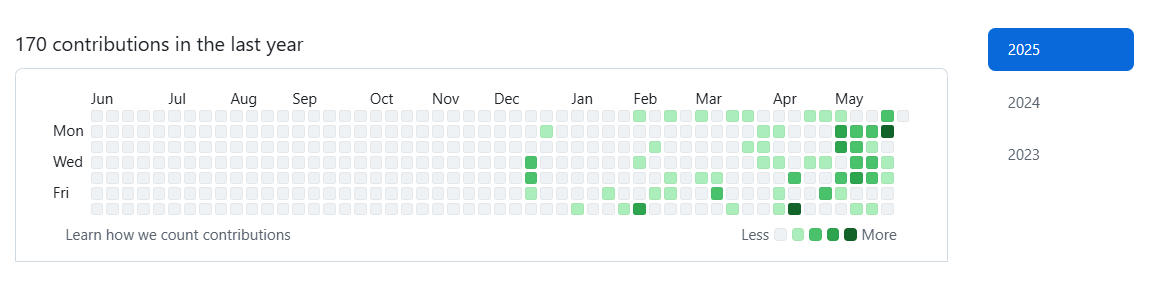 170 contributions in the last year
2025
2024
2023
Jun Jul Aug Sep Oct Nov Dec Jan Feb Mar Apr May
Mon
Wed
Fri
Learn how we count contributions
Less More